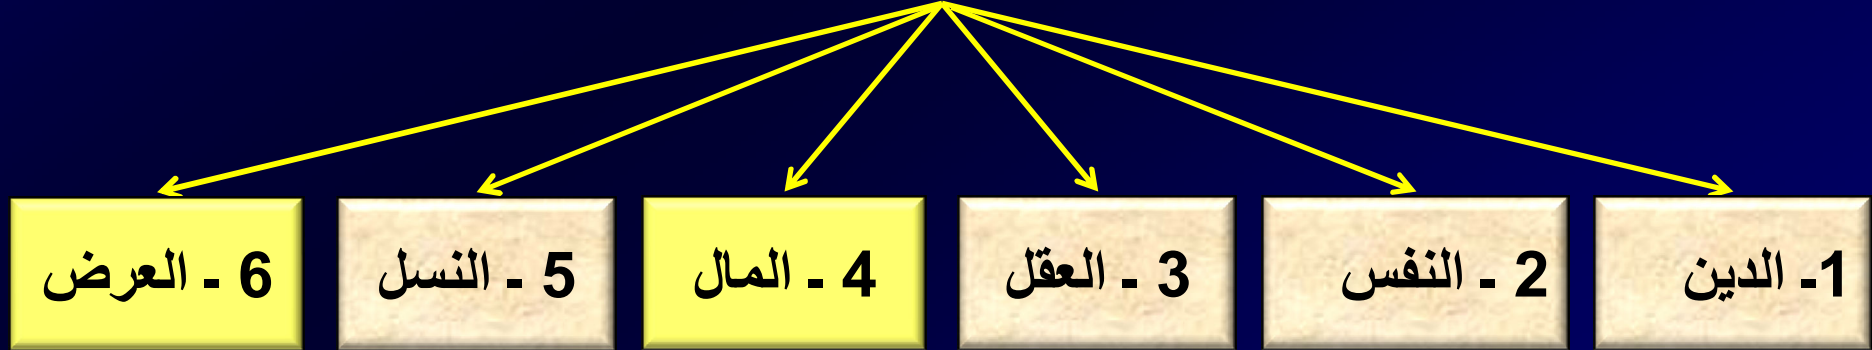 1- الدين
2 - النفس
3 - العقل
4 - المال
5 - النسل
6 - العرض